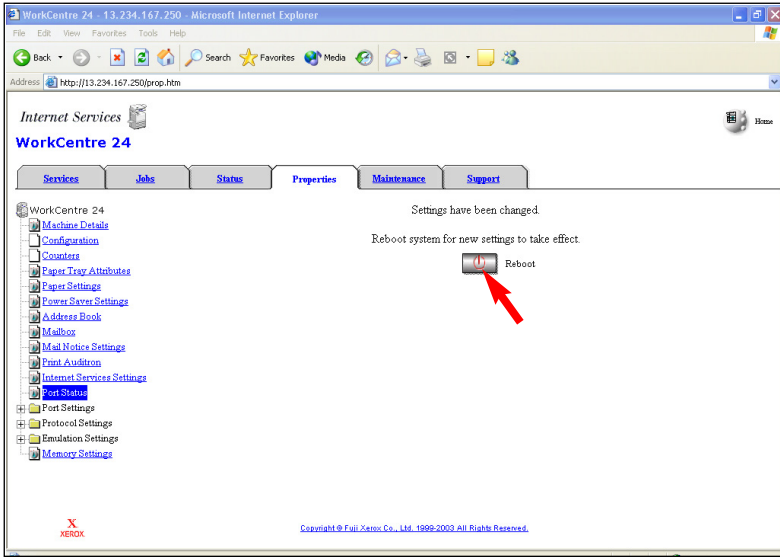 WorkCentre 24 - 13.234.167.250 - Microsoft Internet Explorer
File Edit View Favorites Tools Help
Back Search Favorites Media
Address http://13.234.167.250/prop.htm
Internet Services
Home
WorkCentre 24
Services Jobs Status Properties Maintenance Support
WorkCentre 24
Machine Details
Configuration
Counters
Paper Tray Attributes
Paper Settings
Power Saver Settings
Address Book
Mailbox
Mail Notice Settings
Print Auditron
Internet Services Settings
Port Status
Port Settings
Protocol Settings
Emulation Settings
Memory Settings
Settings have been changed.
Reboot system for new settings to take effect.
Reboot
X
XEROX
Copyright © Fuji Xerox Co., Ltd. 1999-2003 All Rights Reserved.